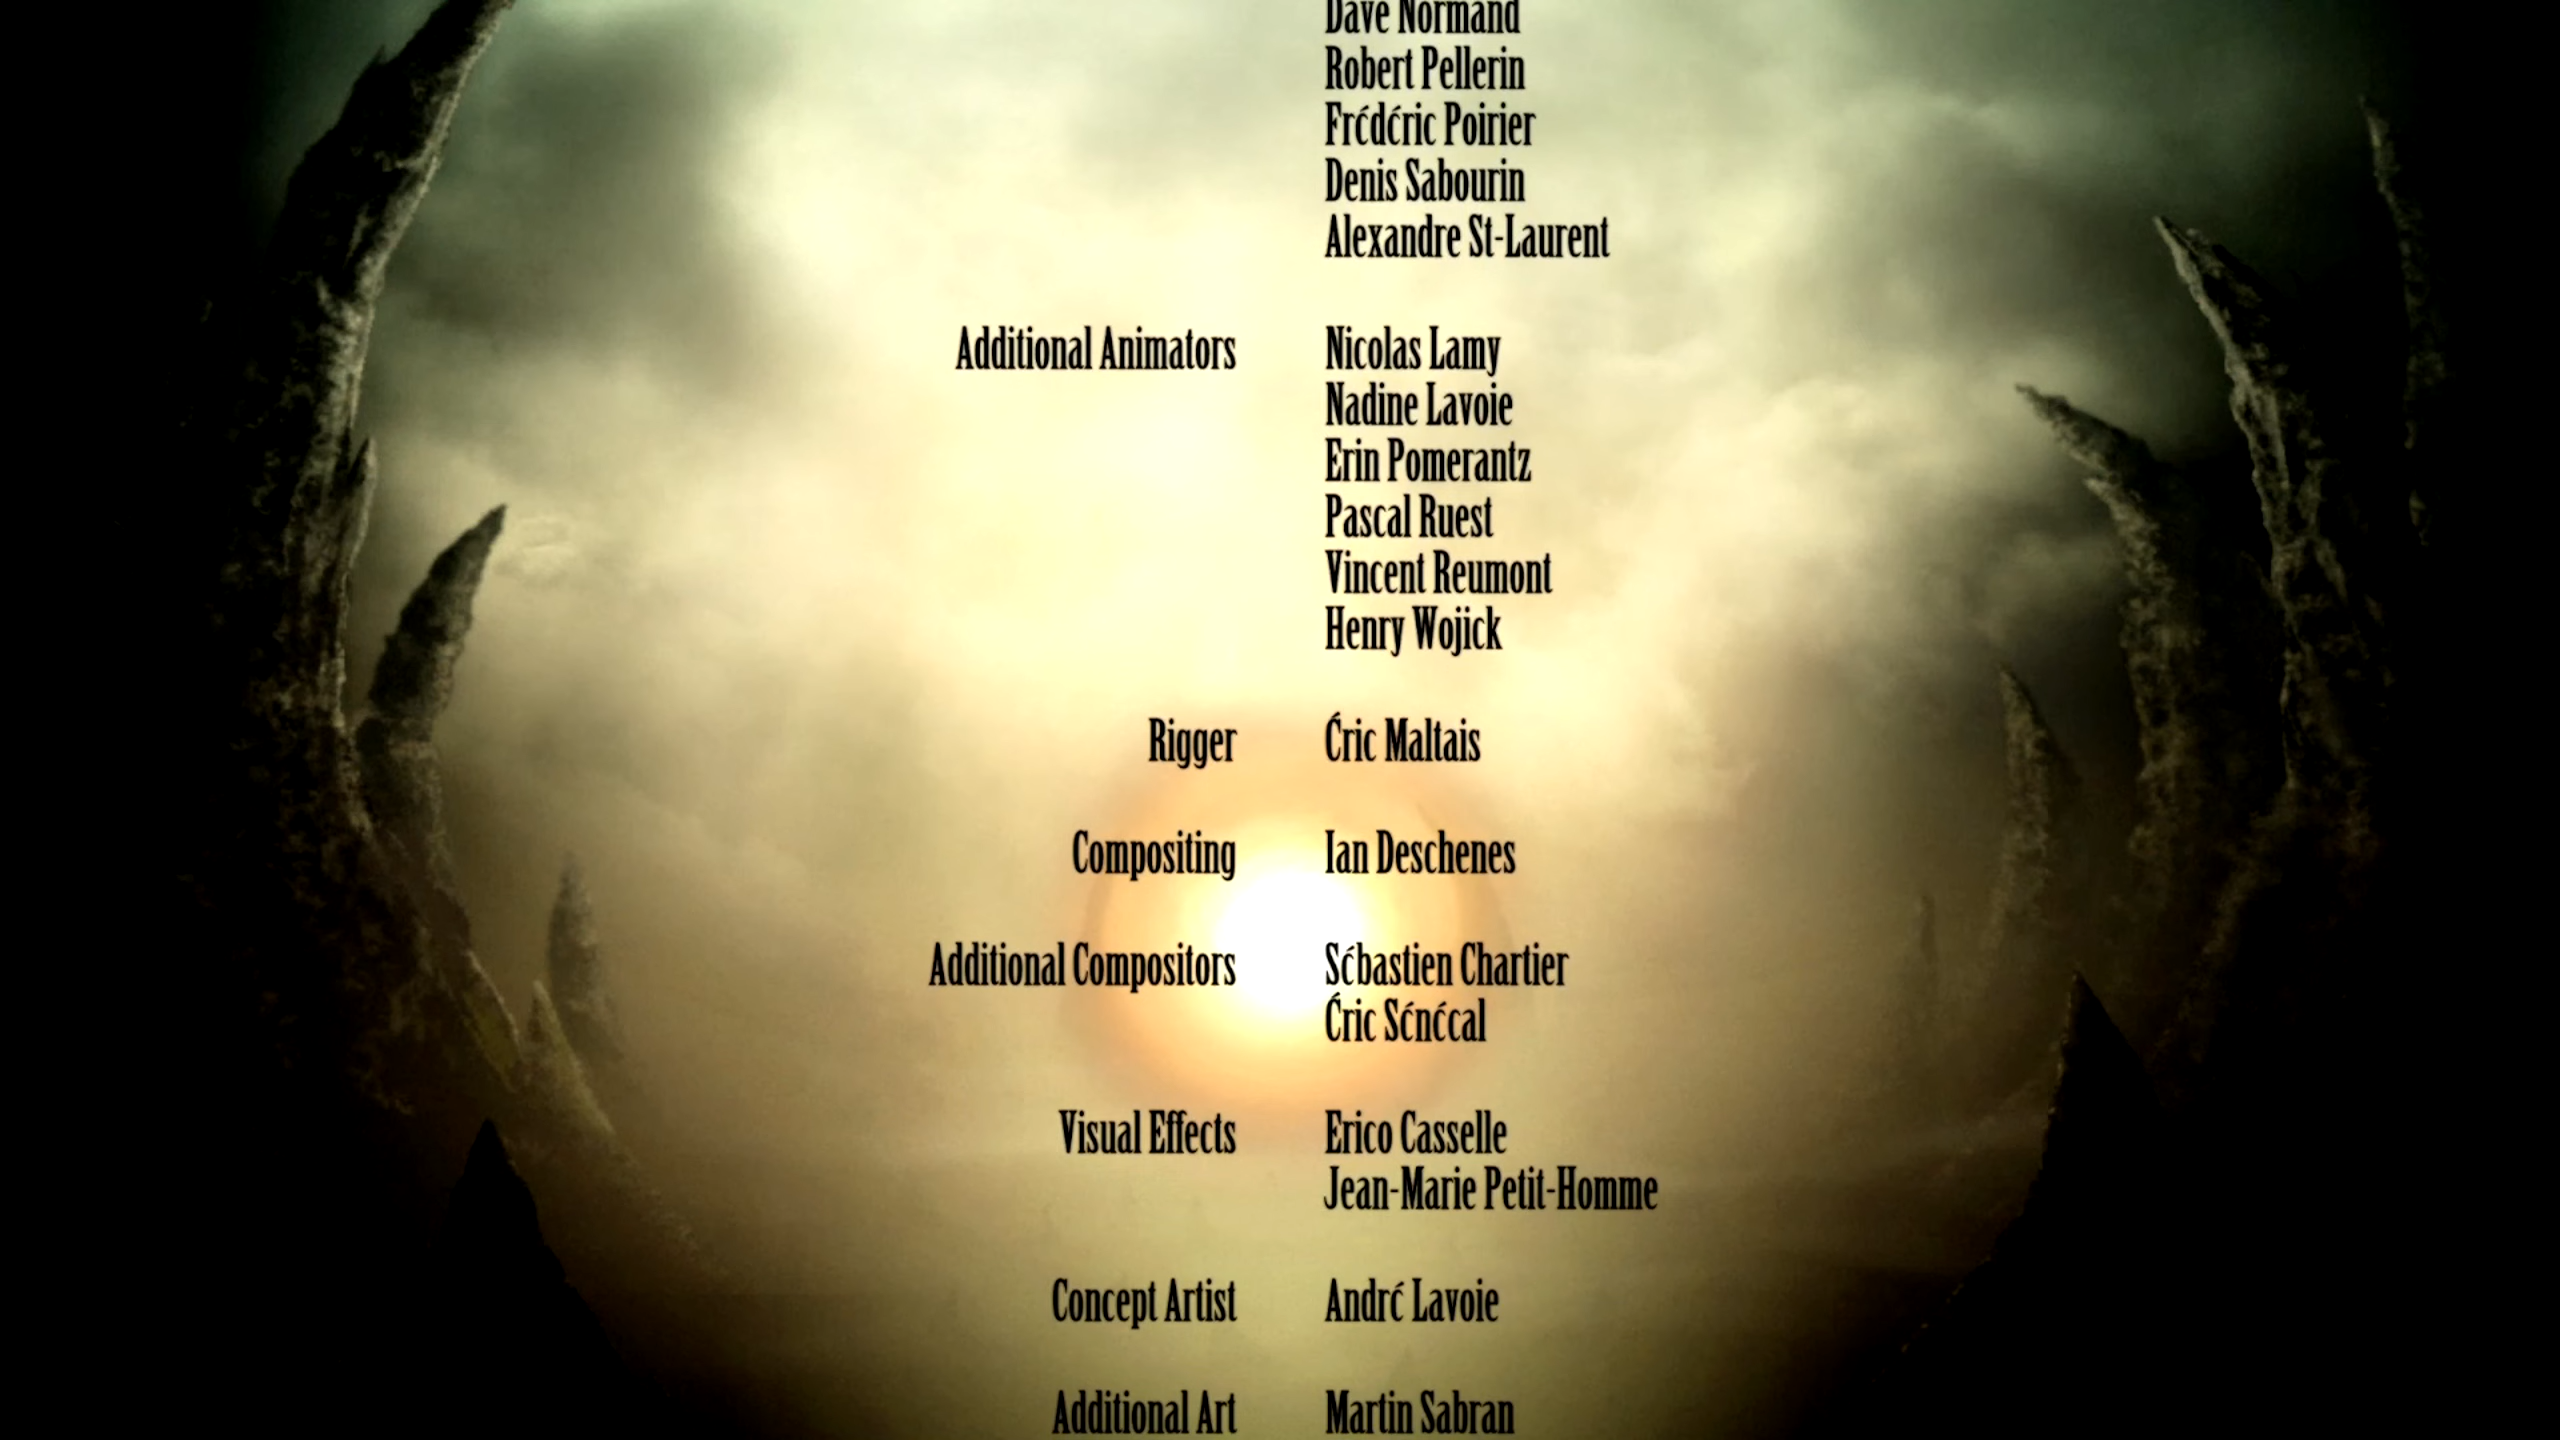 Dave Normand
Robert Pellerin
Frédéric Poirier
Denis Sabourin
Alexandre St-Laurent
Additional Animators Nicolas Lamy
Nadine Lavoie
Erin Pomerantz
Pascal Ruest
Vincent Reumont
Henry Wojick
Rigger Éric Maltais
Compositing Ian Deschenes
Additional Compositors Sébastien Chartier
Éric Sénécal
Visual Effects Erico Casselle
Jean-Marie Petit-Homme
Concept Artist André Lavoie
Additional Art Martin Sabran